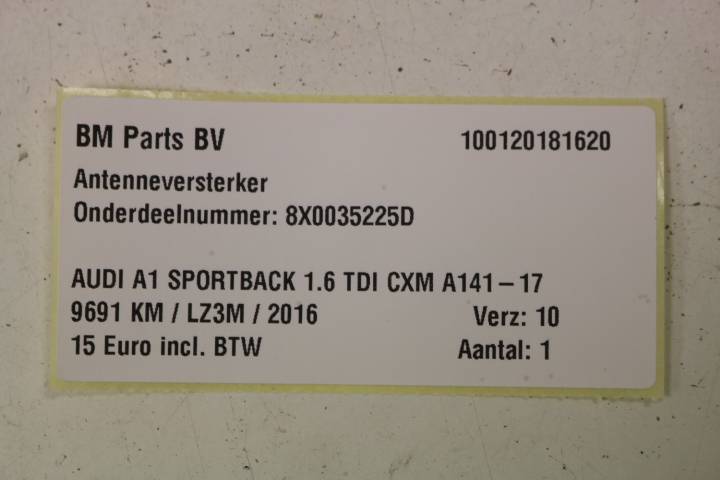 BM Parts BV 100120181620
Antenneversterker
Onderdeelnummer: 8X0035225D
AUDI A1 SPORTBACK 1.6 TDI CXM A141-17
9691 KM / LZ3M / 2016 Verz: 10
15 Euro incl. BTW Aantal: 1